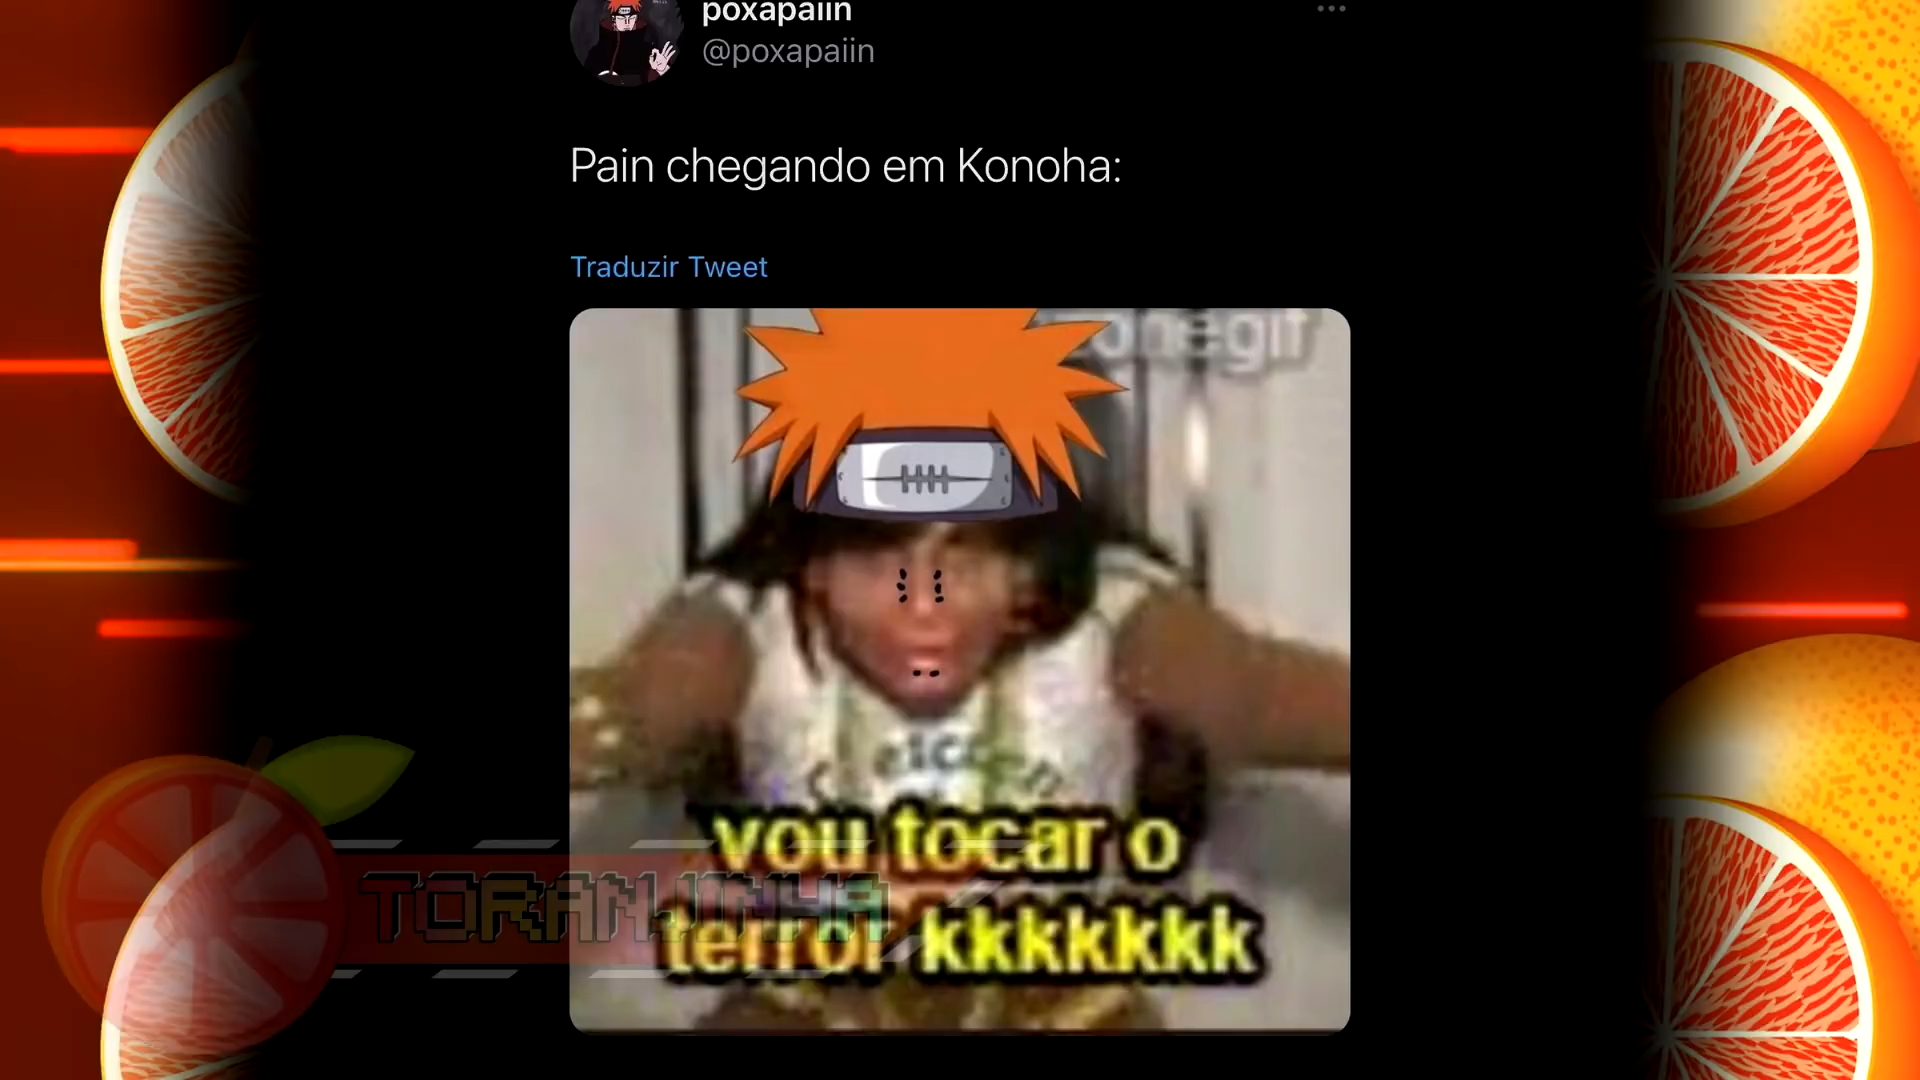 poxapaiin
@poxapaiin
Pain chegando em Konoha:
Traduzir Tweet
vou tocar o
terror kkkkkkk
TORANJINHA